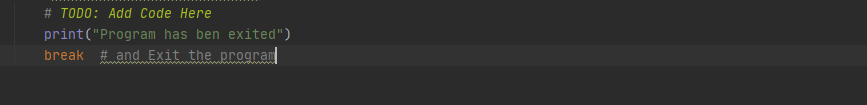 # TODO: Add Code Here
print("Program has ben exited")
break  # and Exit the program